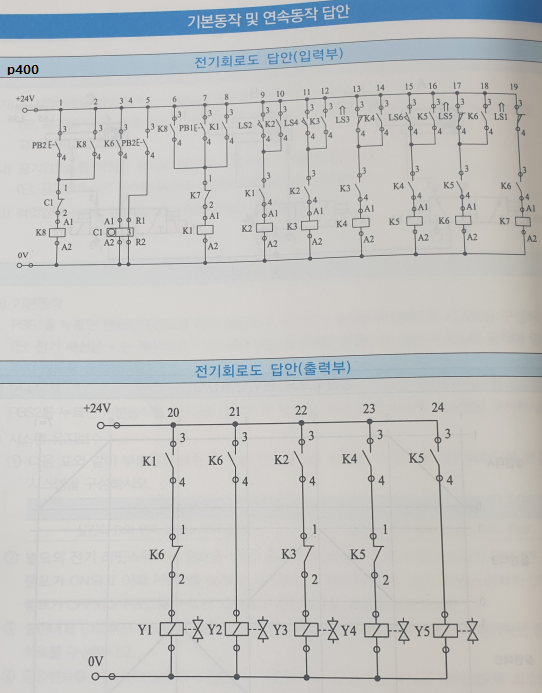 기본동작 및 연속동작 답안
전기회로도 답안(입력부)
p400
+24V 1 2 3 4 5 6 7 8 9 10 11 12 13 14 15 16 17 18 19
3 3 3 3 3 3 3 3 3 3 3 3 3 3 3 3 3 3
PB2 K8 K6 PB2 K8 PB1 K1 LS2 K2 LS4 K3 LS3 K4 LS6 K5 LS5 K6 LS1
4 4 4 4 4 4 4 4 4 4 4 4 4 4 4 4 4 4
1 1 3 3 3 3 3 3
C1 K7 K1 K2 K3 K4 K5 K6
2 2 4 4 4 4 4 4
A1 A1 R1 A1 A1 A1 A1 A1 A1 A1
K8 C1 3 K1 K2 K3 K4 K5 K6 K7
A2 A2 R2 A2 A2 A2 A2 A2 A2 A2
0V
전기회로도 답안(출력부)
+24V 20 21 22 23 24
3 3 3 3 3
K1 K6 K2 K4 K5
4 4 4 4 4
1 1 1
K6 K3 K5
2 2 2
Y1 Y2 Y3 Y4 Y5
0V